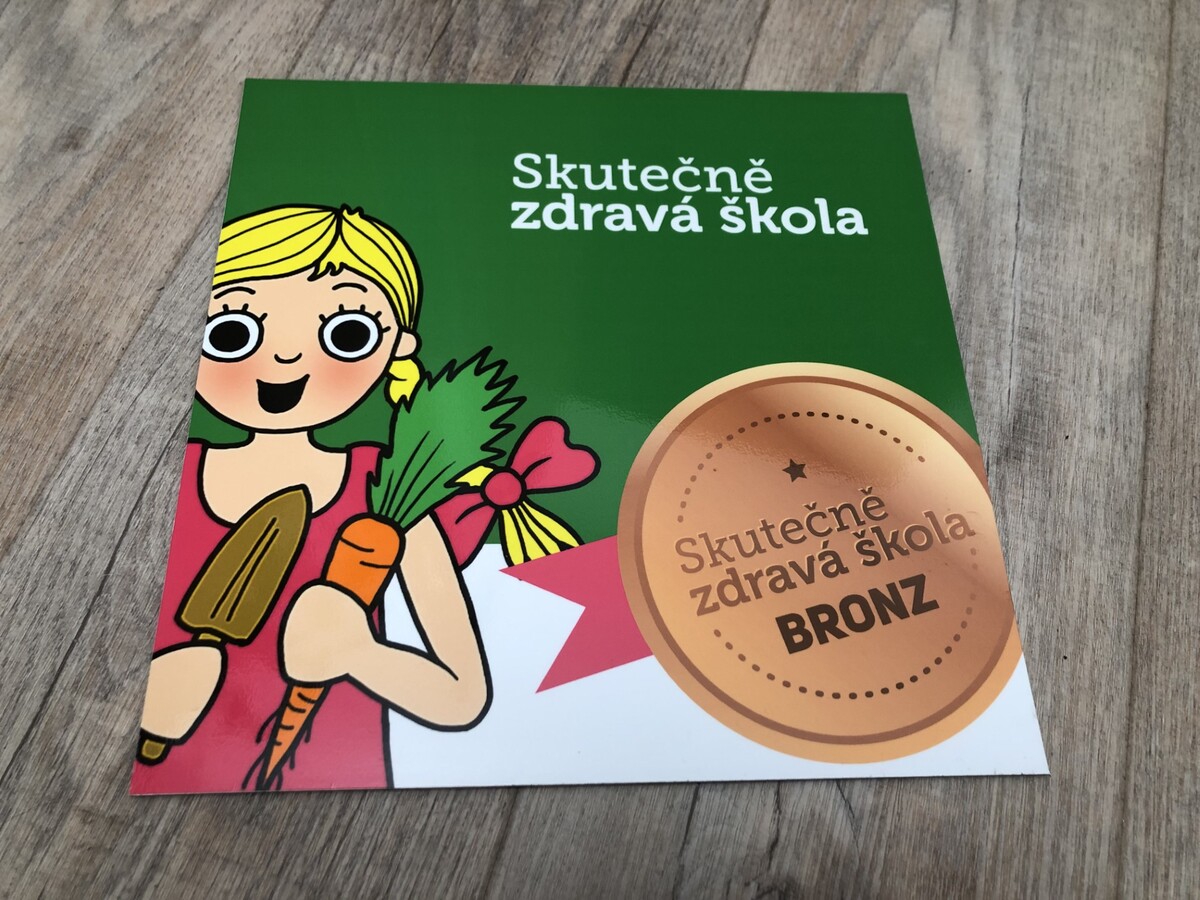 Skutečně
zdravá škola
Skutečně
zdravá škola
BRONZ